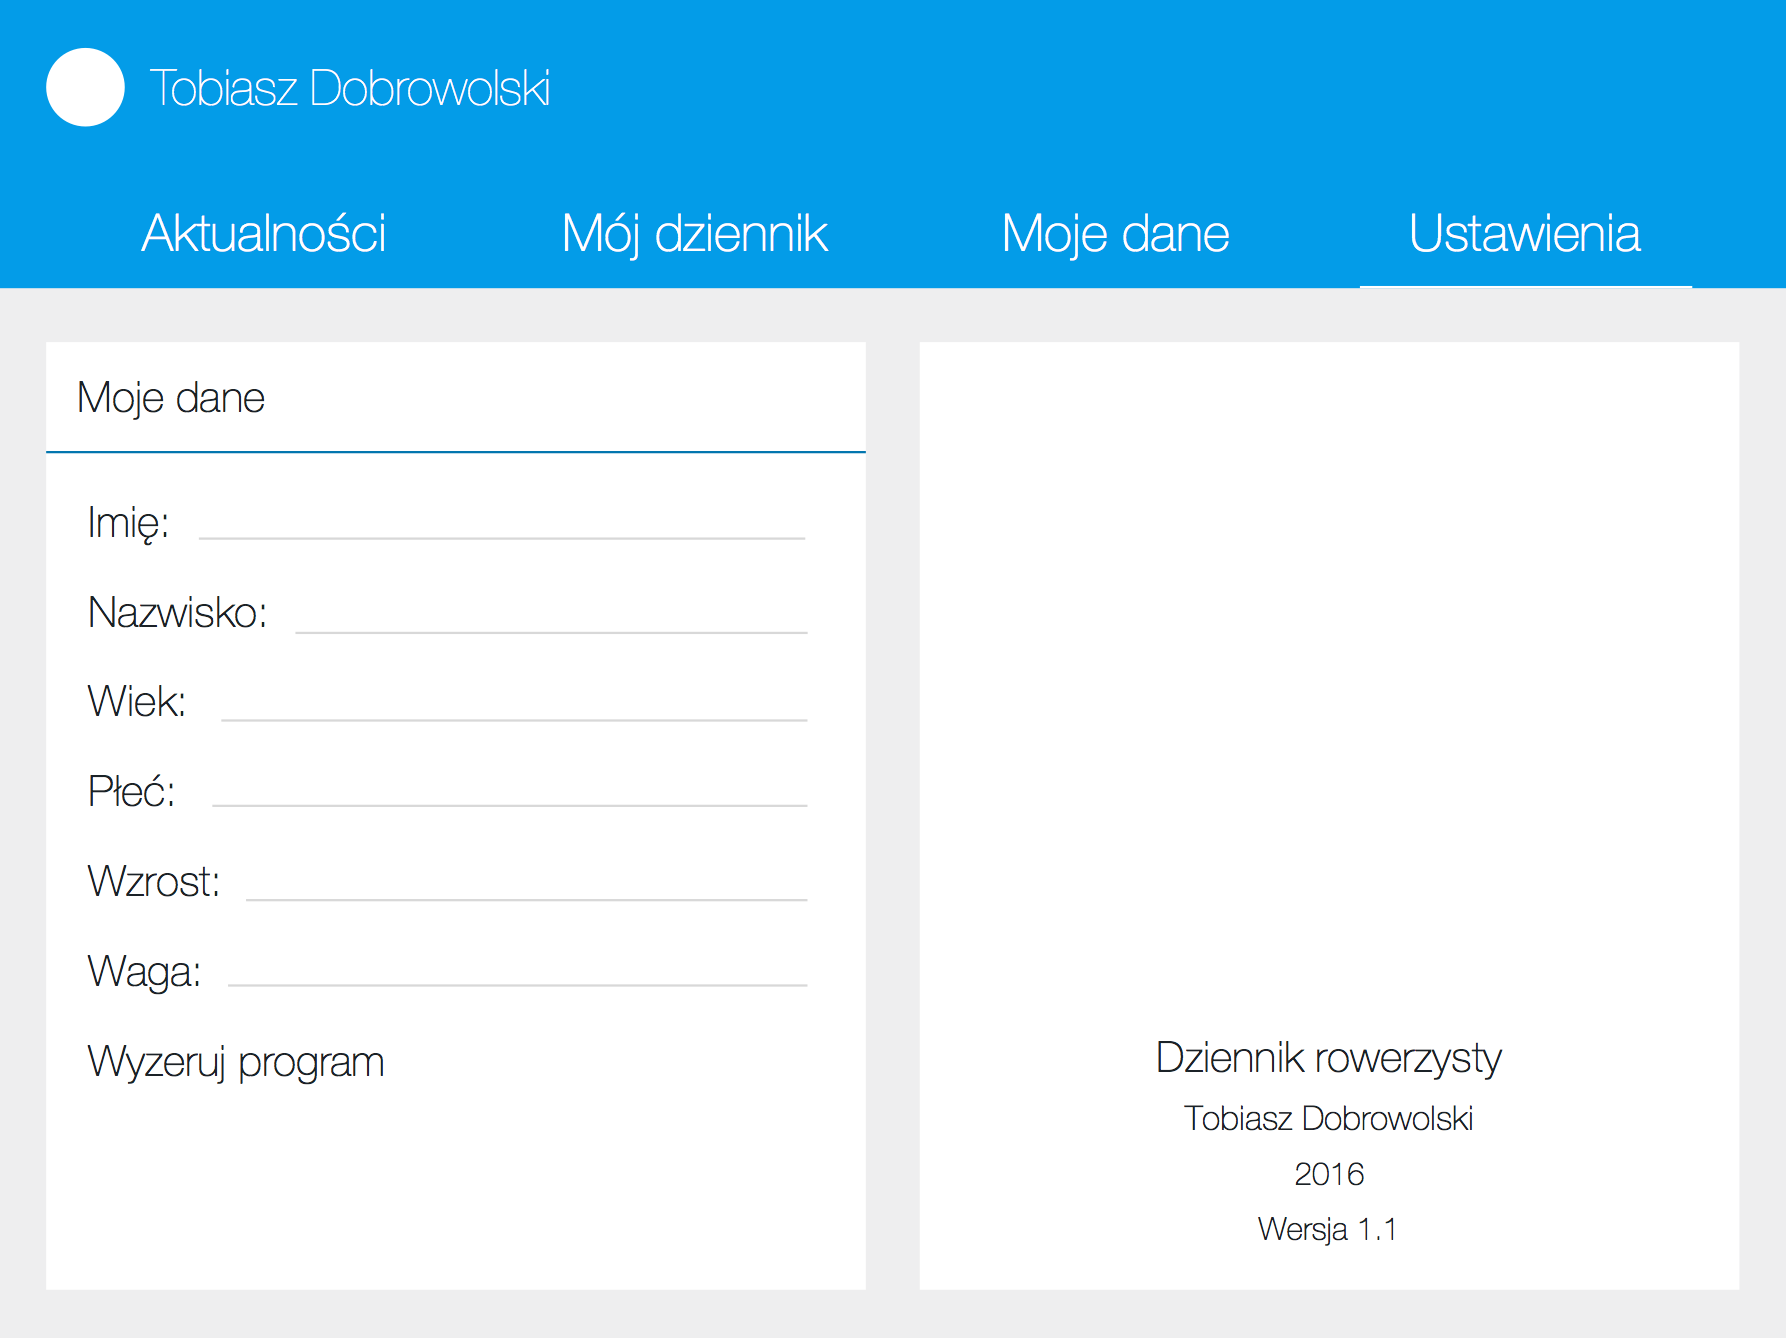 Tobiasz Dobrowolski
Aktualności Mój dziennik Moje dane Ustawienia
Moje dane
Imię:
Nazwisko:
Wiek:
Płeć:
Wzrost:
Waga:
Wyzeruj program
Dziennik rowerzysty
Tobiasz Dobrowolski
2016
Wersja 1.1